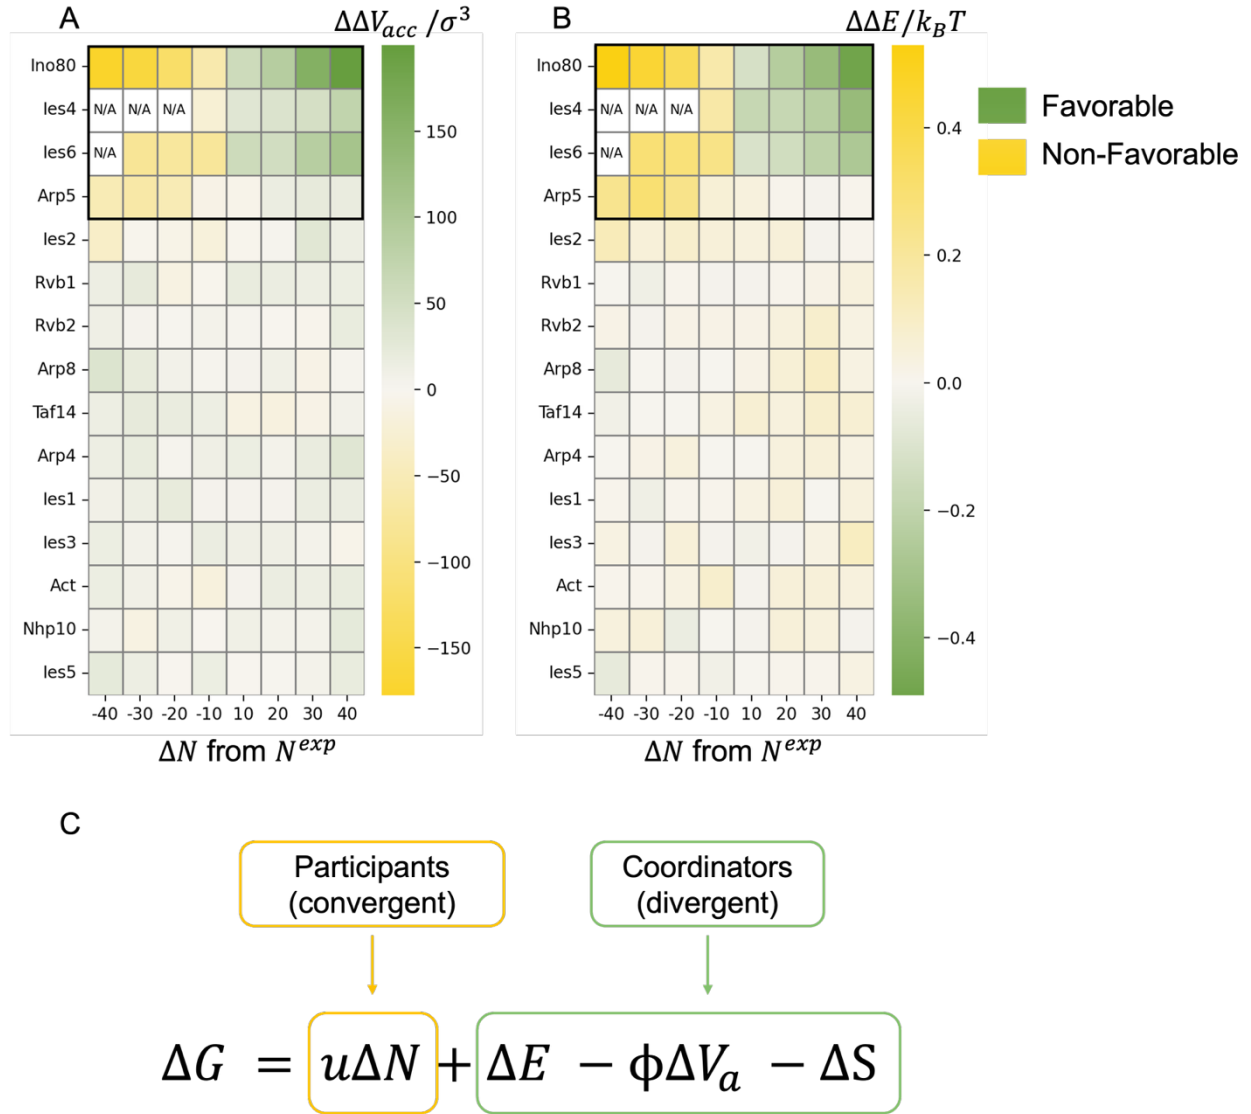 A
ΔΔV_acc /σ³
Ino80
Ies4
Ies6
Arp5
Ies2
Rvb1
Rvb2
Arp8
Taf14
Arp4
Ies1
Ies3
Act
Nhp10
Ies5
N/A N/A N/A
N/A
-40 -30 -20 -10 10 20 30 40
ΔN from N^exp
150
100
50
0
−50
−100
−150
B
ΔΔE/k_BT
Ino80
Ies4
Ies6
Arp5
Ies2
Rvb1
Rvb2
Arp8
Taf14
Arp4
Ies1
Ies3
Act
Nhp10
Ies5
N/A N/A N/A
N/A
-40 -30 -20 -10 10 20 30 40
ΔN from N^exp
0.4
0.2
0.0
−0.2
−0.4
Favorable
Non-Favorable
C
Participants
(convergent)
Coordinators
(divergent)
ΔG = uΔN + ΔE − ϕΔV_a − ΔS